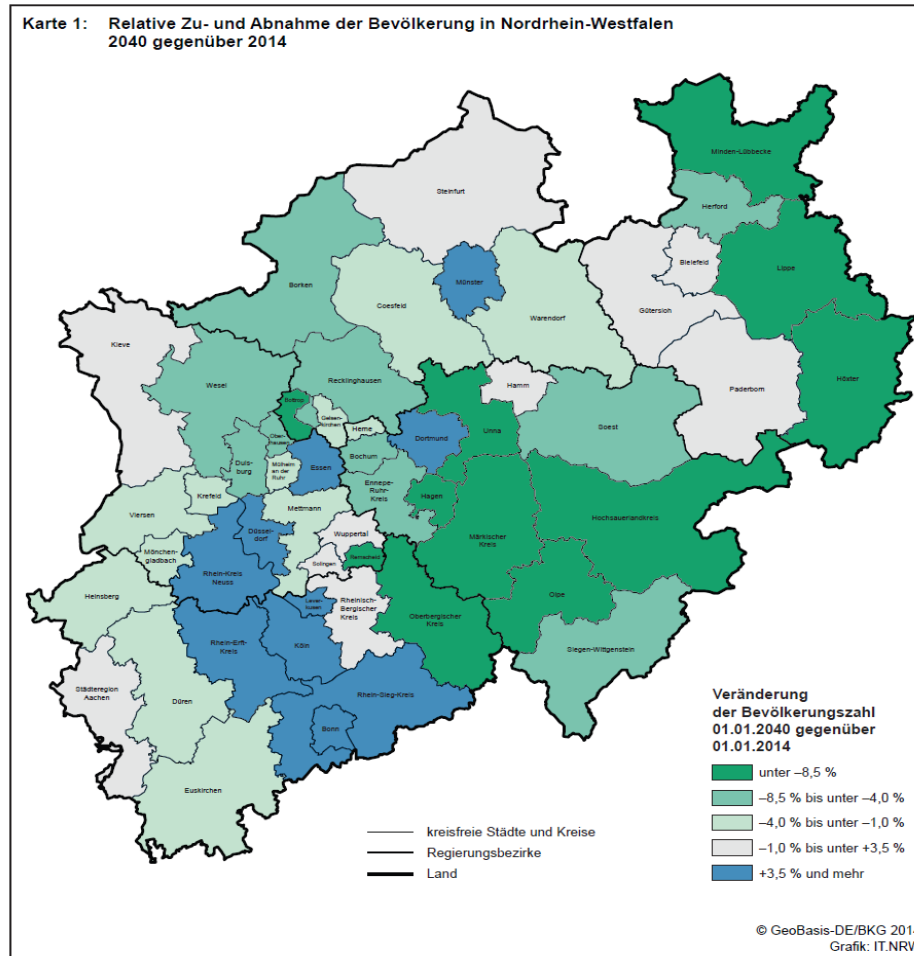 Karte 1: Relative Zu- und Abnahme der Bevölkerung in Nordrhein-Westfalen
2040 gegenüber 2014
Minden-Lübbecke
Steinfurt
Herford
Bielefeld
Lippe
Münster
Borken
Coesfeld
Warendorf
Gütersloh
Kleve
Wesel
Recklinghausen
Hamm
Paderborn
Höxter
Bottrop
Gelsen-
kirchen
Herne
Dortmund
Unna
Soest
Ober-
hausen
Duis-
burg
Mülheim
an der
Ruhr
Essen
Bochum
Ennepe-
Ruhr-
Kreis
Hagen
Krefeld
Viersen
Mettmann
Hochsauerlandkreis
Märkischer
Kreis
Düssel-
dorf
Wuppertal
Solingen
Remscheid
Mönchen-
gladbach
Rhein-Kreis
Neuss
Heinsberg
Lever-
kusen
Rheinisch-
Bergischer
Kreis
Oberbergischer
Kreis
Olpe
Rhein-Erft-
Kreis
Köln
Siegen-Wittgenstein
Städteregion
Aachen
Düren
Rhein-Sieg-Kreis
Bonn
Euskirchen
Veränderung
der Bevölkerungszahl
01.01.2040 gegenüber
01.01.2014
unter –8,5 %
–8,5 % bis unter –4,0 %
–4,0 % bis unter –1,0 %
–1,0 % bis unter +3,5 %
+3,5 % und mehr
kreisfreie Städte und Kreise
Regierungsbezirke
Land
© GeoBasis-DE/BKG 2014
Grafik: IT.NRW